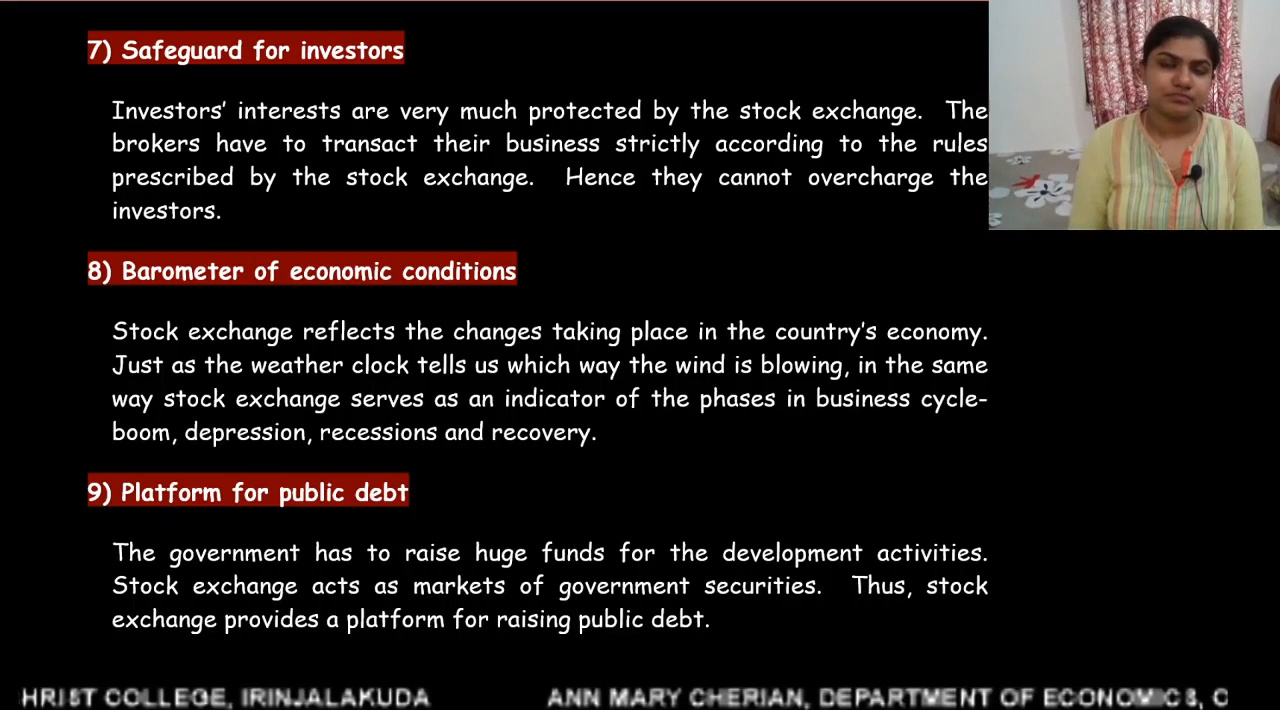 7) Safeguard for investors
Investors' interests are very much protected by the stock exchange. The
brokers have to transact their business strictly according to the rules
prescribed by the stock exchange. Hence they cannot overcharge the
investors.
8) Barometer of economic conditions
Stock exchange reflects the changes taking place in the country's economy.
Just as the weather clock tells us which way the wind is blowing, in the same
way stock exchange serves as an indicator of the phases in business cycle-
boom, depression, recessions and recovery.
9) Platform for public debt
The government has to raise huge funds for the development activities.
Stock exchange acts as markets of government securities. Thus, stock
exchange provides a platform for raising public debt.
HRIST COLLEGE, IRINJALAKUDA ANN MARY CHERIAN, DEPARTMENT OF ECONOMICS, C